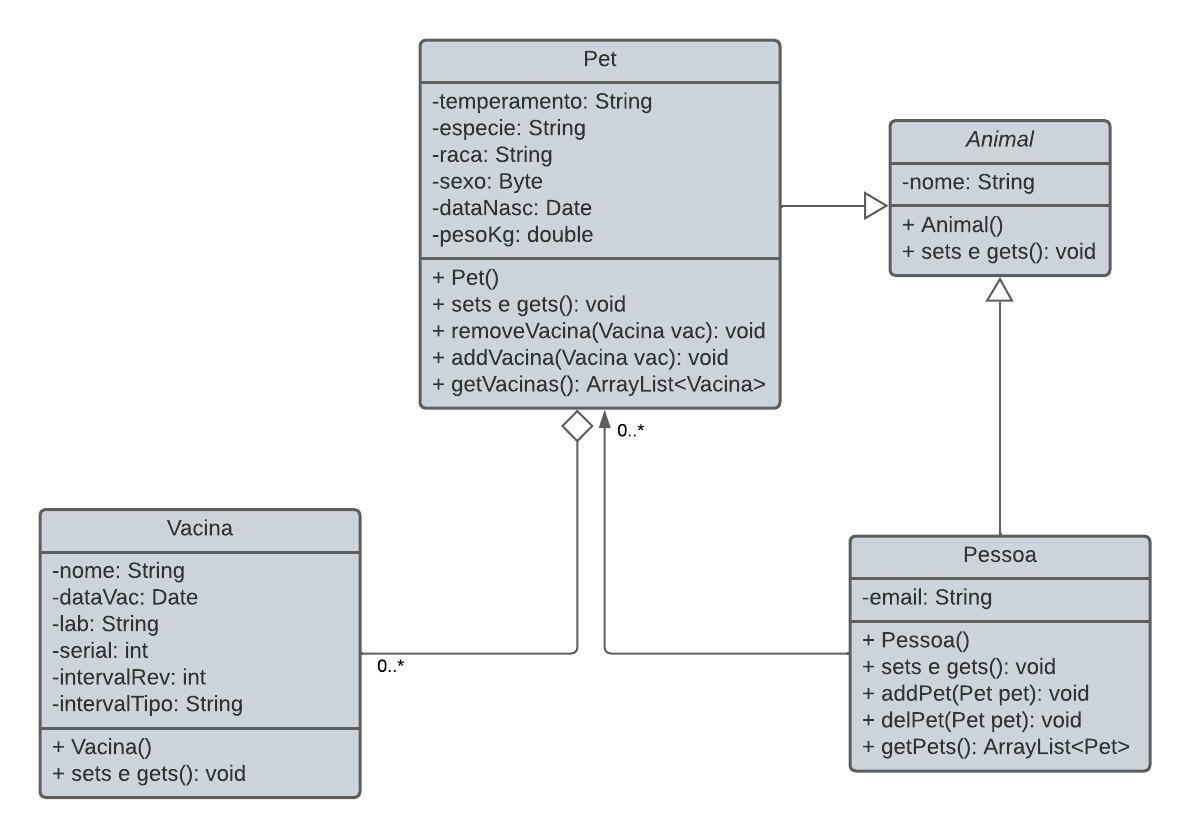 Pet
-temperamento: String
-especie: String
-raca: String
-sexo: Byte
-dataNasc: Date
-pesoKg: double
+ Pet()
+ sets e gets(): void
+ removeVacina(Vacina vac): void
+ addVacina(Vacina vac): void
+ getVacinas(): ArrayList<Vacina>
Animal
-nome: String
+ Animal()
+ sets e gets(): void
0..*
Vacina
-nome: String
-dataVac: Date
-lab: String
-serial: int
-intervalRev: int
-intervalTipo: String
+ Vacina()
+ sets e gets(): void
0..*
Pessoa
-email: String
+ Pessoa()
+ sets e gets(): void
+ addPet(Pet pet): void
+ delPet(Pet pet): void
+ getPets(): ArrayList<Pet>